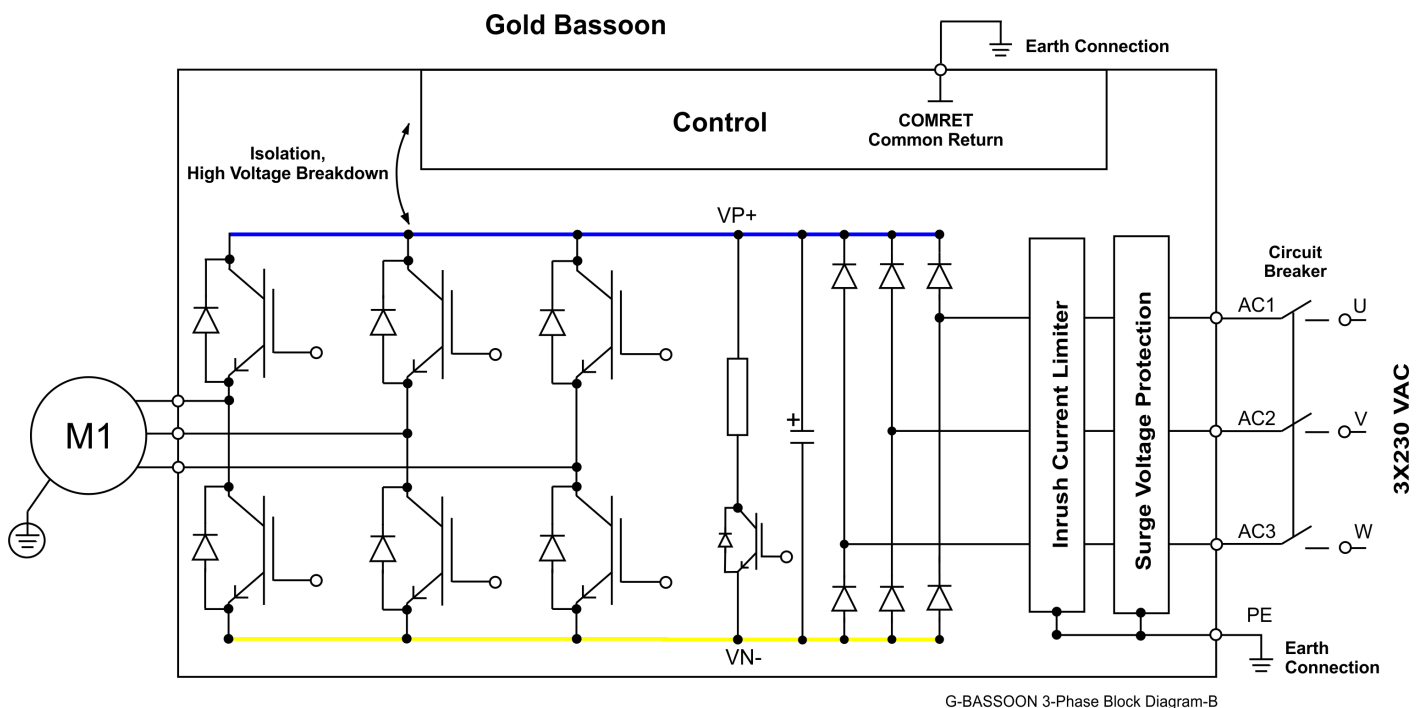 Gold Bassoon
Earth Connection
Control
COMRET
Common Return
Isolation,
High Voltage Breakdown
VP+
Circuit
Breaker
AC1
U
Inrush Current Limiter
Surge Voltage Protection
M1
+
AC2
V
3X230 VAC
AC3
W
PE
VN-
Earth
Connection
G-BASSOON 3-Phase Block Diagram-B